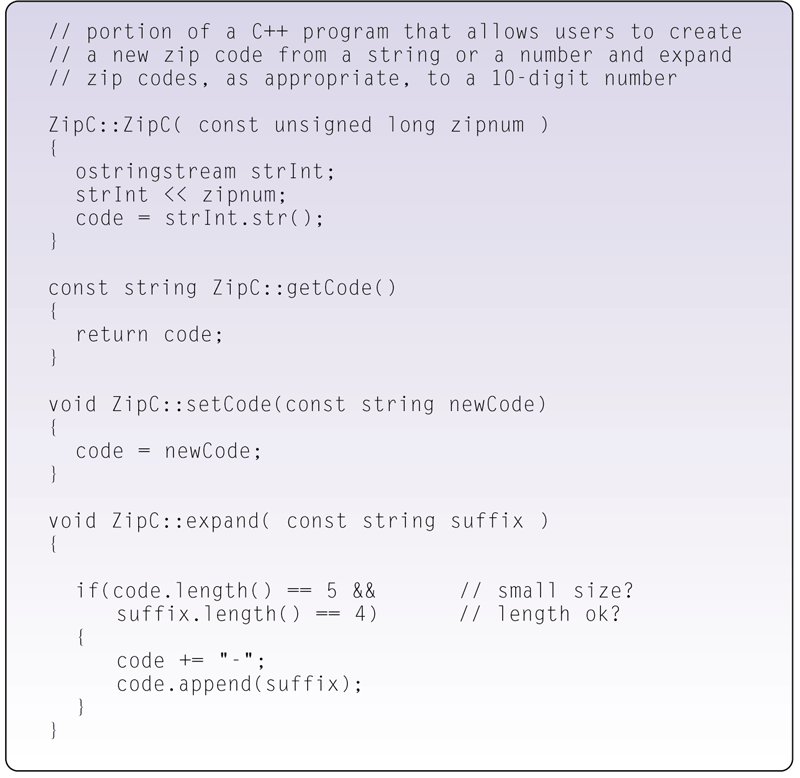 // portion of a C++ program that allows users to create
// a new zip code from a string or a number and expand
// zip codes, as appropriate, to a 10-digit number
ZipC::ZipC( const unsigned long zipnum )
{
ostringstream strInt;
strInt << zipnum;
code = strInt.str();
}
const string ZipC::getCode()
{
return code;
}
void ZipC::setCode(const string newCode)
{
code = newCode;
}
void ZipC::expand( const string suffix )
{
if(code.length() == 5 && // small size?
suffix.length() == 4) // length ok?
{
code += "-";
code.append(suffix);
}
}